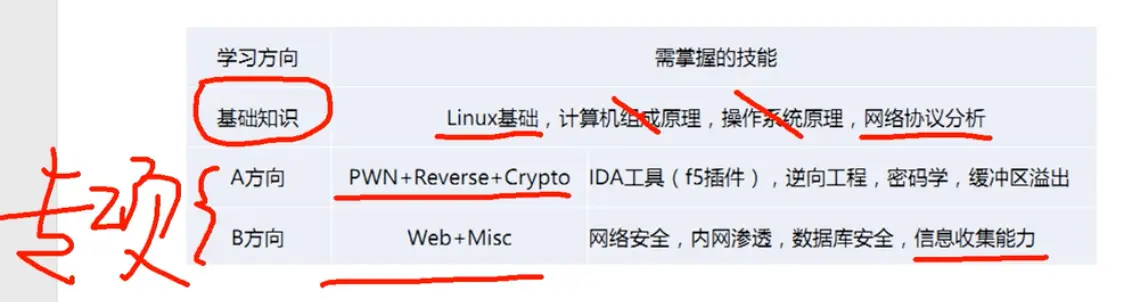 学习方向 需掌握的技能
基础知识 Linux基础，计算机组成原理，操作系统原理，网络协议分析
A方向 PWN+Reverse+Crypto IDA工具（f5插件），逆向工程，密码学，缓冲区溢出
B方向 Web+Misc 网络安全，内网渗透，数据库安全，信息收集能力
专项